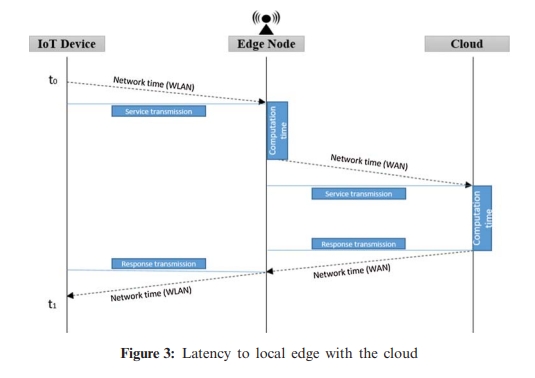 IoT Device
Edge Node
Cloud
to
Network time (WLAN)
Service transmission
Computation
time
Network time (WAN)
Service transmission
Computation
time
Response transmission
Response transmission
Network time (WAN)
Network time (WLAN)
t1
Figure 3: Latency to local edge with the cloud